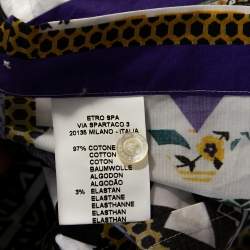 ETRO SPA
VIA SPARTACO 3
20135 MILANO - ITALIA
97% COTONE
COTTON
COTON
BAUMWOLLE
ALGODON
ALGODÃO
3% ELASTAN
ELASTANE
ELASTHANNE
ELASTHAN
ELASTAN